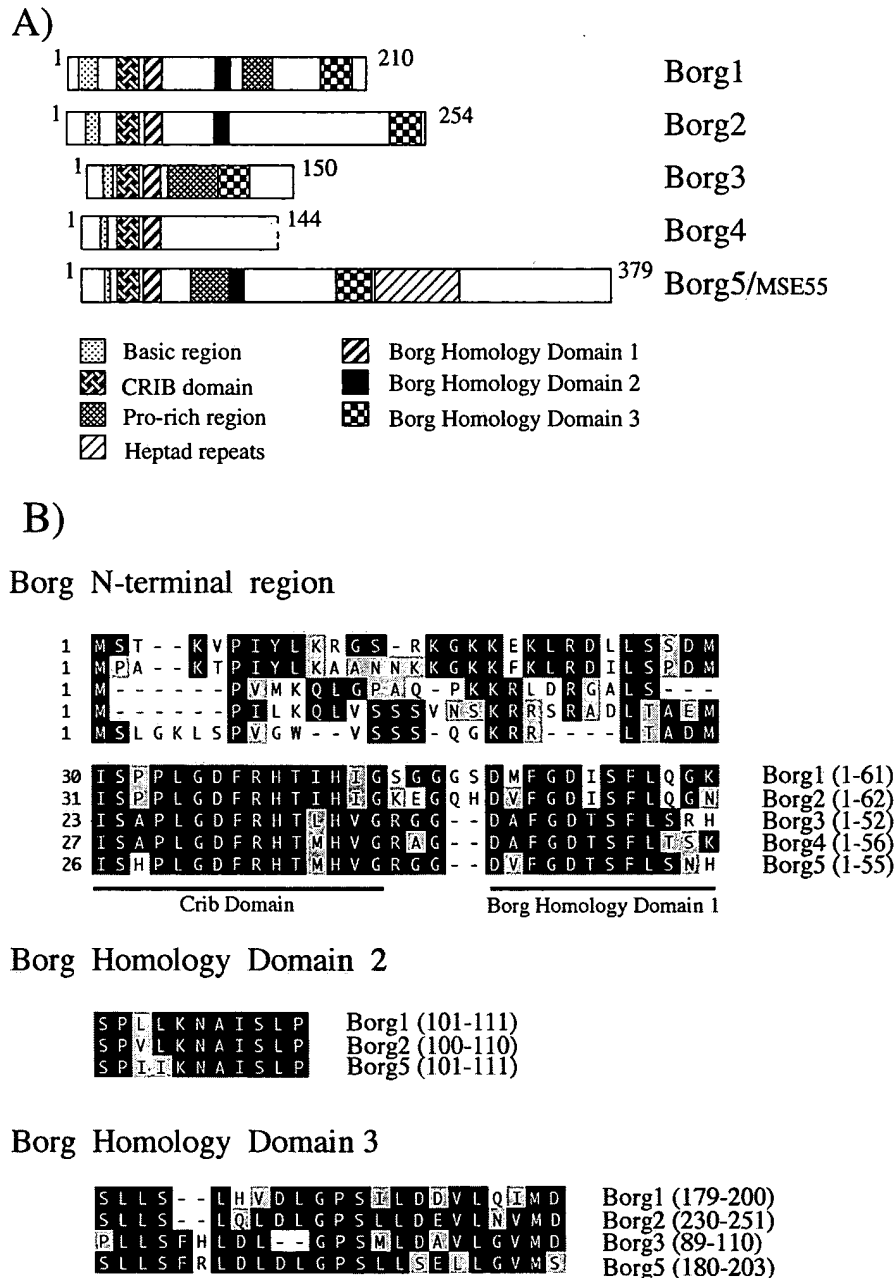 A)
1 210 Borg1
1 254 Borg2
1 150 Borg3
1 144 Borg4
1 379 Borg5/MSE55
Basic region Borg Homology Domain 1
CRIB domain Borg Homology Domain 2
Pro-rich region Borg Homology Domain 3
Heptad repeats
B)
Borg N-terminal region
1 M S T - - K V P I Y L K R G S - R K G K K E K L R D L L S S D M
1 M P A - - K T P I Y L K A A N N K K G K K F K L R D I L S P D M
1 M - - - - - - P V M K Q L G P A Q - P K K R L D R G A L S - - -
1 M - - - - - - P I L K Q L V S S S V N S K R R S R A D L T A E M
1 M S L G K L S P V G W - - V S S S - Q G K R R - - - - L T A D M
30 I S P P L G D F R H T I H I G S G G G S D M F G D I S F L Q G K Borg1 (1-61)
31 I S P P L G D F R H T I H I G K E G Q H D V F G D I S F L Q G N Borg2 (1-62)
23 I S A P L G D F R H T L H V G R G G - - D A F G D T S F L S R H Borg3 (1-52)
27 I S A P L G D F R H T M H V G R A G - - D A F G D T S F L T S K Borg4 (1-56)
26 I S H P L G D F R H T M H V G R G G - - D V F G D T S F L S N H Borg5 (1-55)
Crib Domain Borg Homology Domain 1
Borg Homology Domain 2
S P L L K N A I S L P Borg1 (101-111)
S P V L K N A I S L P Borg2 (100-110)
S P I I K N A I S L P Borg5 (101-111)
Borg Homology Domain 3
S L L S - - L H V D L G P S I L D D V L Q I M D Borg1 (179-200)
S L L S - - L Q L D L G P S L L D E V L N V M D Borg2 (230-251)
P L L S F H L D L - - G P S M L D A V L G V M D Borg3 (89-110)
S L L S F R L D L D L G P S L L S E L L G V M S Borg5 (180-203)